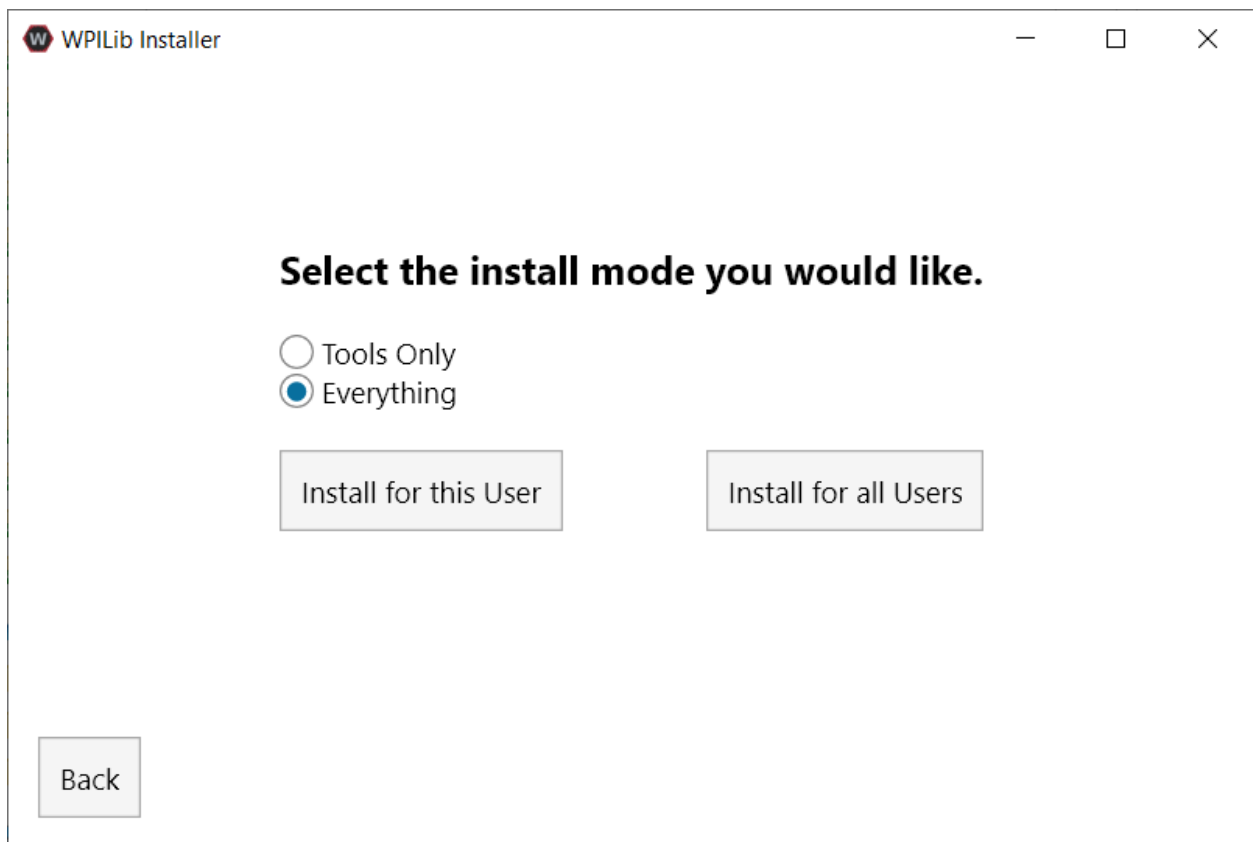 WPILib Installer
Select the install mode you would like.
Tools Only
Everything
Install for this User
Install for all Users
Back